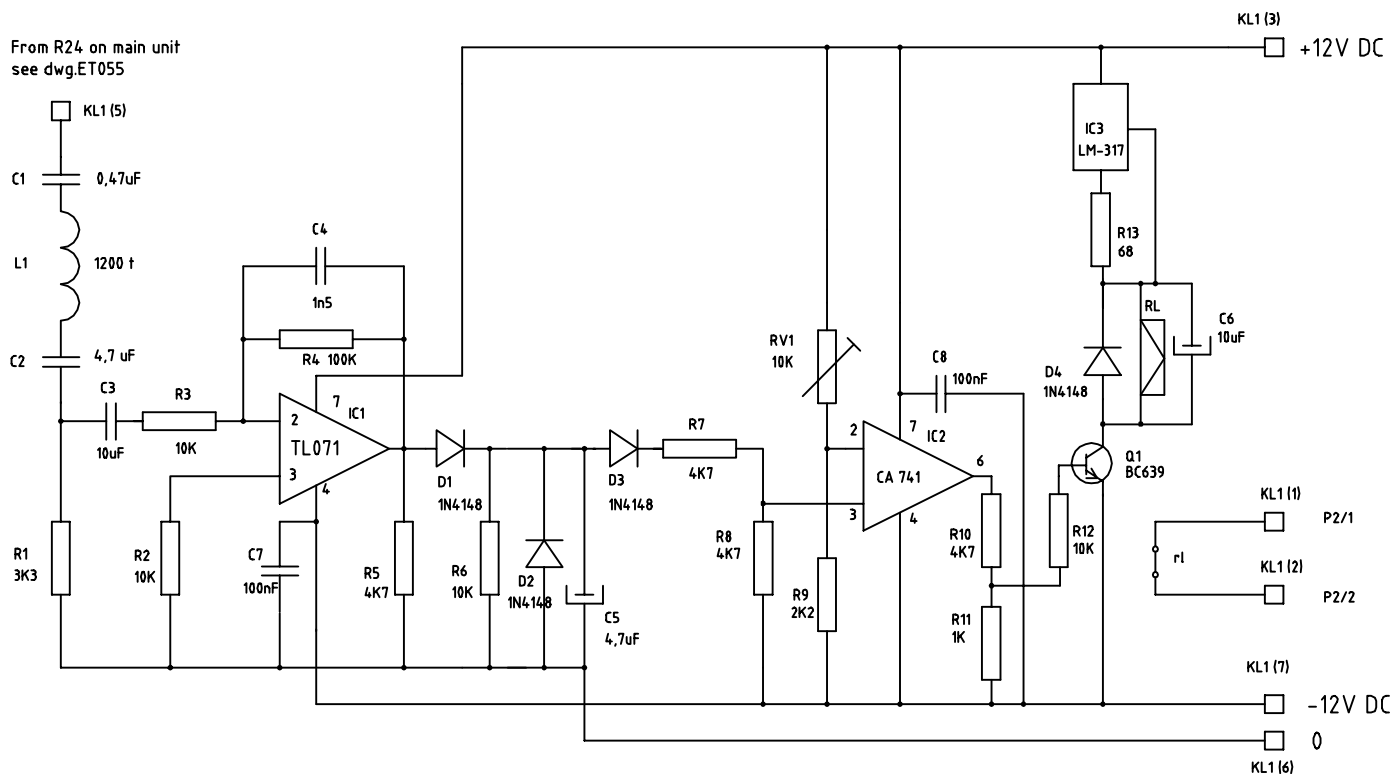 KL1 (3)
+12V DC
From R24 on main unit
see dwg.ET055
KL1 (5)
C1
0,47uF
L1
1200 t
C2
4,7 uF
C3
10uF
R3
10K
C4
1n5
R4 100K
7
IC1
2
TL071
3
4
D1
1N4148
D3
1N4148
R7
4K7
RV1
10K
C8
100nF
2
7
IC2
6
CA 741
3
4
IC3
LM-317
R13
68
RL
C6
10uF
D4
1N4148
Q1
BC639
R1
3K3
R2
10K
C7
100nF
R5
4K7
R6
10K
D2
1N4148
C5
4,7uF
R8
4K7
R9
2K2
R10
4K7
R12
10K
R11
1K
KL1 (1)
P2/1
rl
KL1 (2)
P2/2
KL1 (7)
-12V DC
0
KL1 (6)